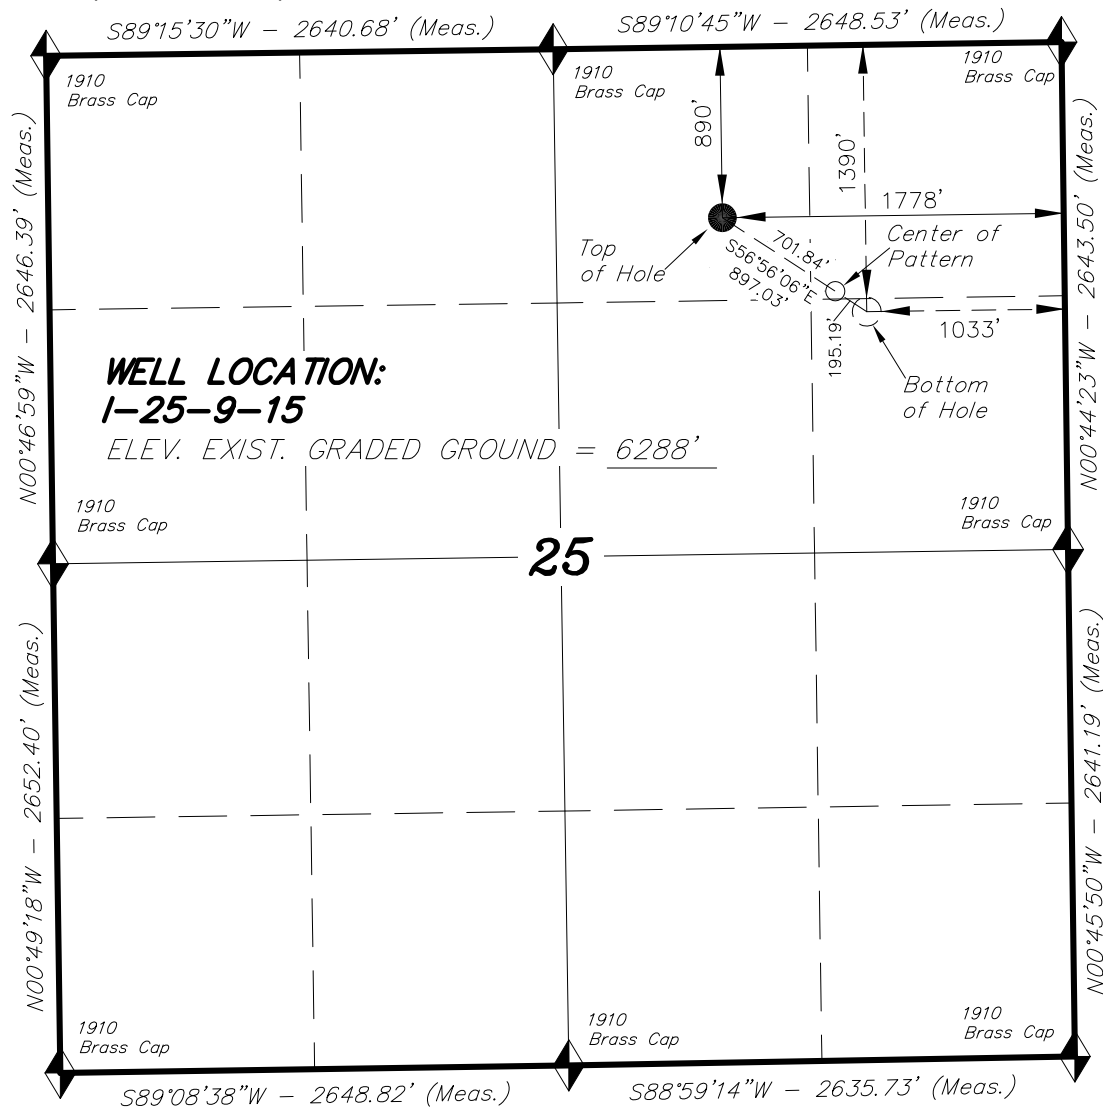 S89°15'30"W - 2640.68' (Meas.)
S89°10'45"W - 2648.53' (Meas.)
1910
Brass Cap
1910
Brass Cap
1910
Brass Cap
N00°46'59"W - 2646.39' (Meas.)
N00°44'23"W - 2643.50' (Meas.)
890'
1390'
1778'
Top
of Hole
701.84'
S56°56'06"E
897.03'
Center of
Pattern
195.19'
1033'
Bottom
of Hole
WELL LOCATION:
I-25-9-15
ELEV. EXIST. GRADED GROUND = 6288'
1910
Brass Cap
1910
Brass Cap
25
N00°49'18"W - 2652.40' (Meas.)
N00°45'50"W - 2641.19' (Meas.)
1910
Brass Cap
1910
Brass Cap
1910
Brass Cap
S89°08'38"W - 2648.82' (Meas.)
S88°59'14"W - 2635.73' (Meas.)